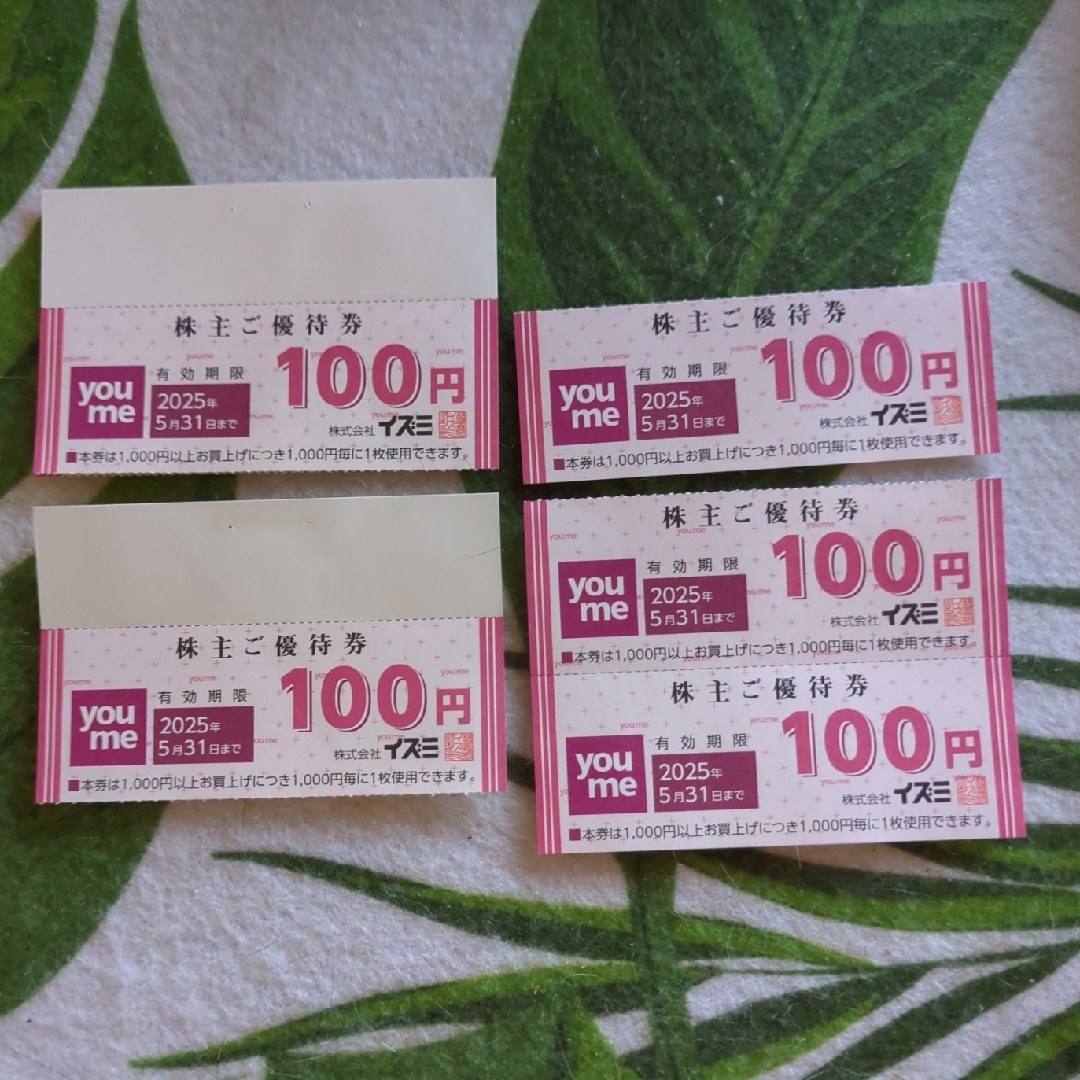 株主ご優待券
you me
有効期限
2025年
5月31日まで
100円
株式会社 イズミ
■本券は1,000円以上お買上げにつき1,000円毎に1枚使用できます。
株主ご優待券
you me
有効期限
2025年
5月31日まで
100円
株式会社 イズミ
■本券は1,000円以上お買上げにつき1,000円毎に1枚使用できます。
株主ご優待券
you me
有効期限
2025年
5月31日まで
100円
株式会社 イズミ
■本券は1,000円以上お買上げにつき1,000円毎に1枚使用できます。
株主ご優待券
you me
有効期限
2025年
5月31日まで
100円
株式会社 イズミ
■本券は1,000円以上お買上げにつき1,000円毎に1枚使用できます。
株主ご優待券
you me
有効期限
2025年
5月31日まで
100円
株式会社 イズミ
■本券は1,000円以上お買上げにつき1,000円毎に1枚使用できます。